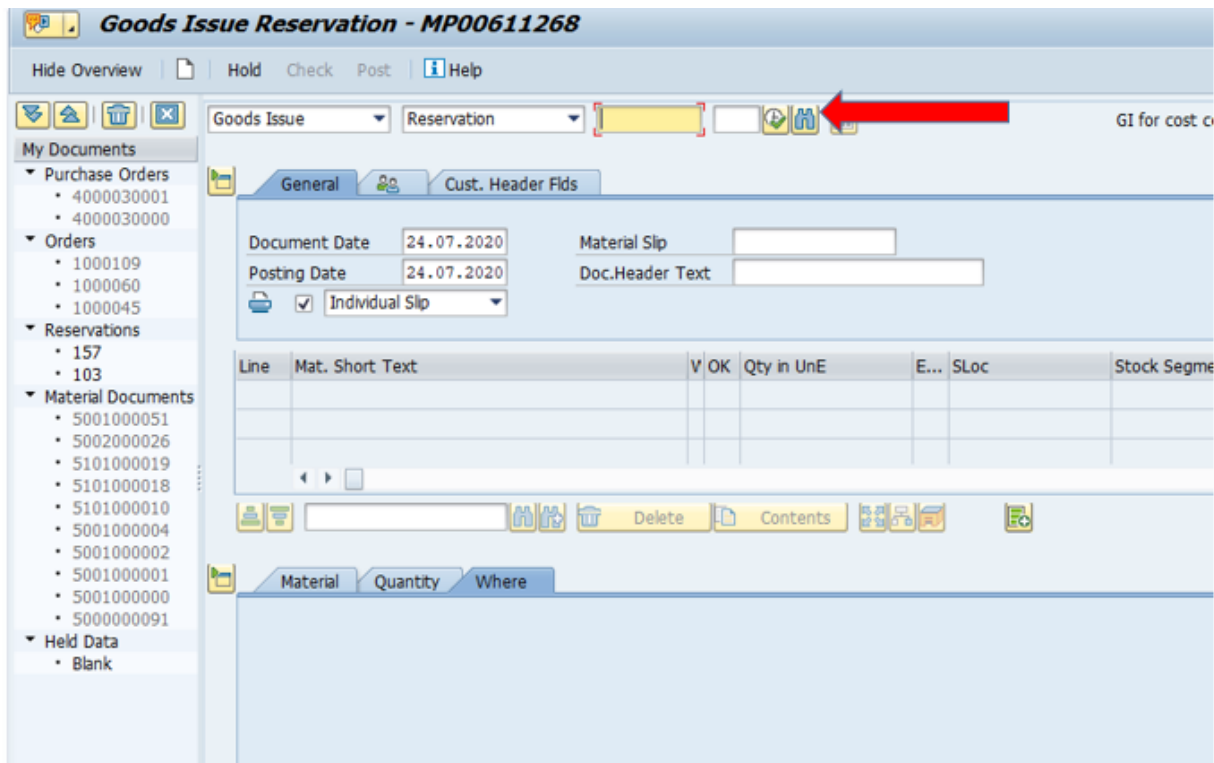 Goods Issue Reservation - MP00611268
Hide Overview Hold Check Post Help
Goods Issue Reservation GI for cost c
My Documents
Purchase Orders
4000030001
4000030000
Orders
1000109
1000060
1000045
Reservations
157
103
Material Documents
5001000051
5002000026
5101000019
5101000018
5101000010
5001000004
5001000002
5001000001
5001000000
5000000091
Held Data
Blank
General Cust. Header Flds
Document Date 24.07.2020 Material Slip
Posting Date 24.07.2020 Doc.Header Text
Individual Slip
Line Mat. Short Text V OK Qty in UnE E... SLoc Stock Segme
Delete Contents
Material Quantity Where